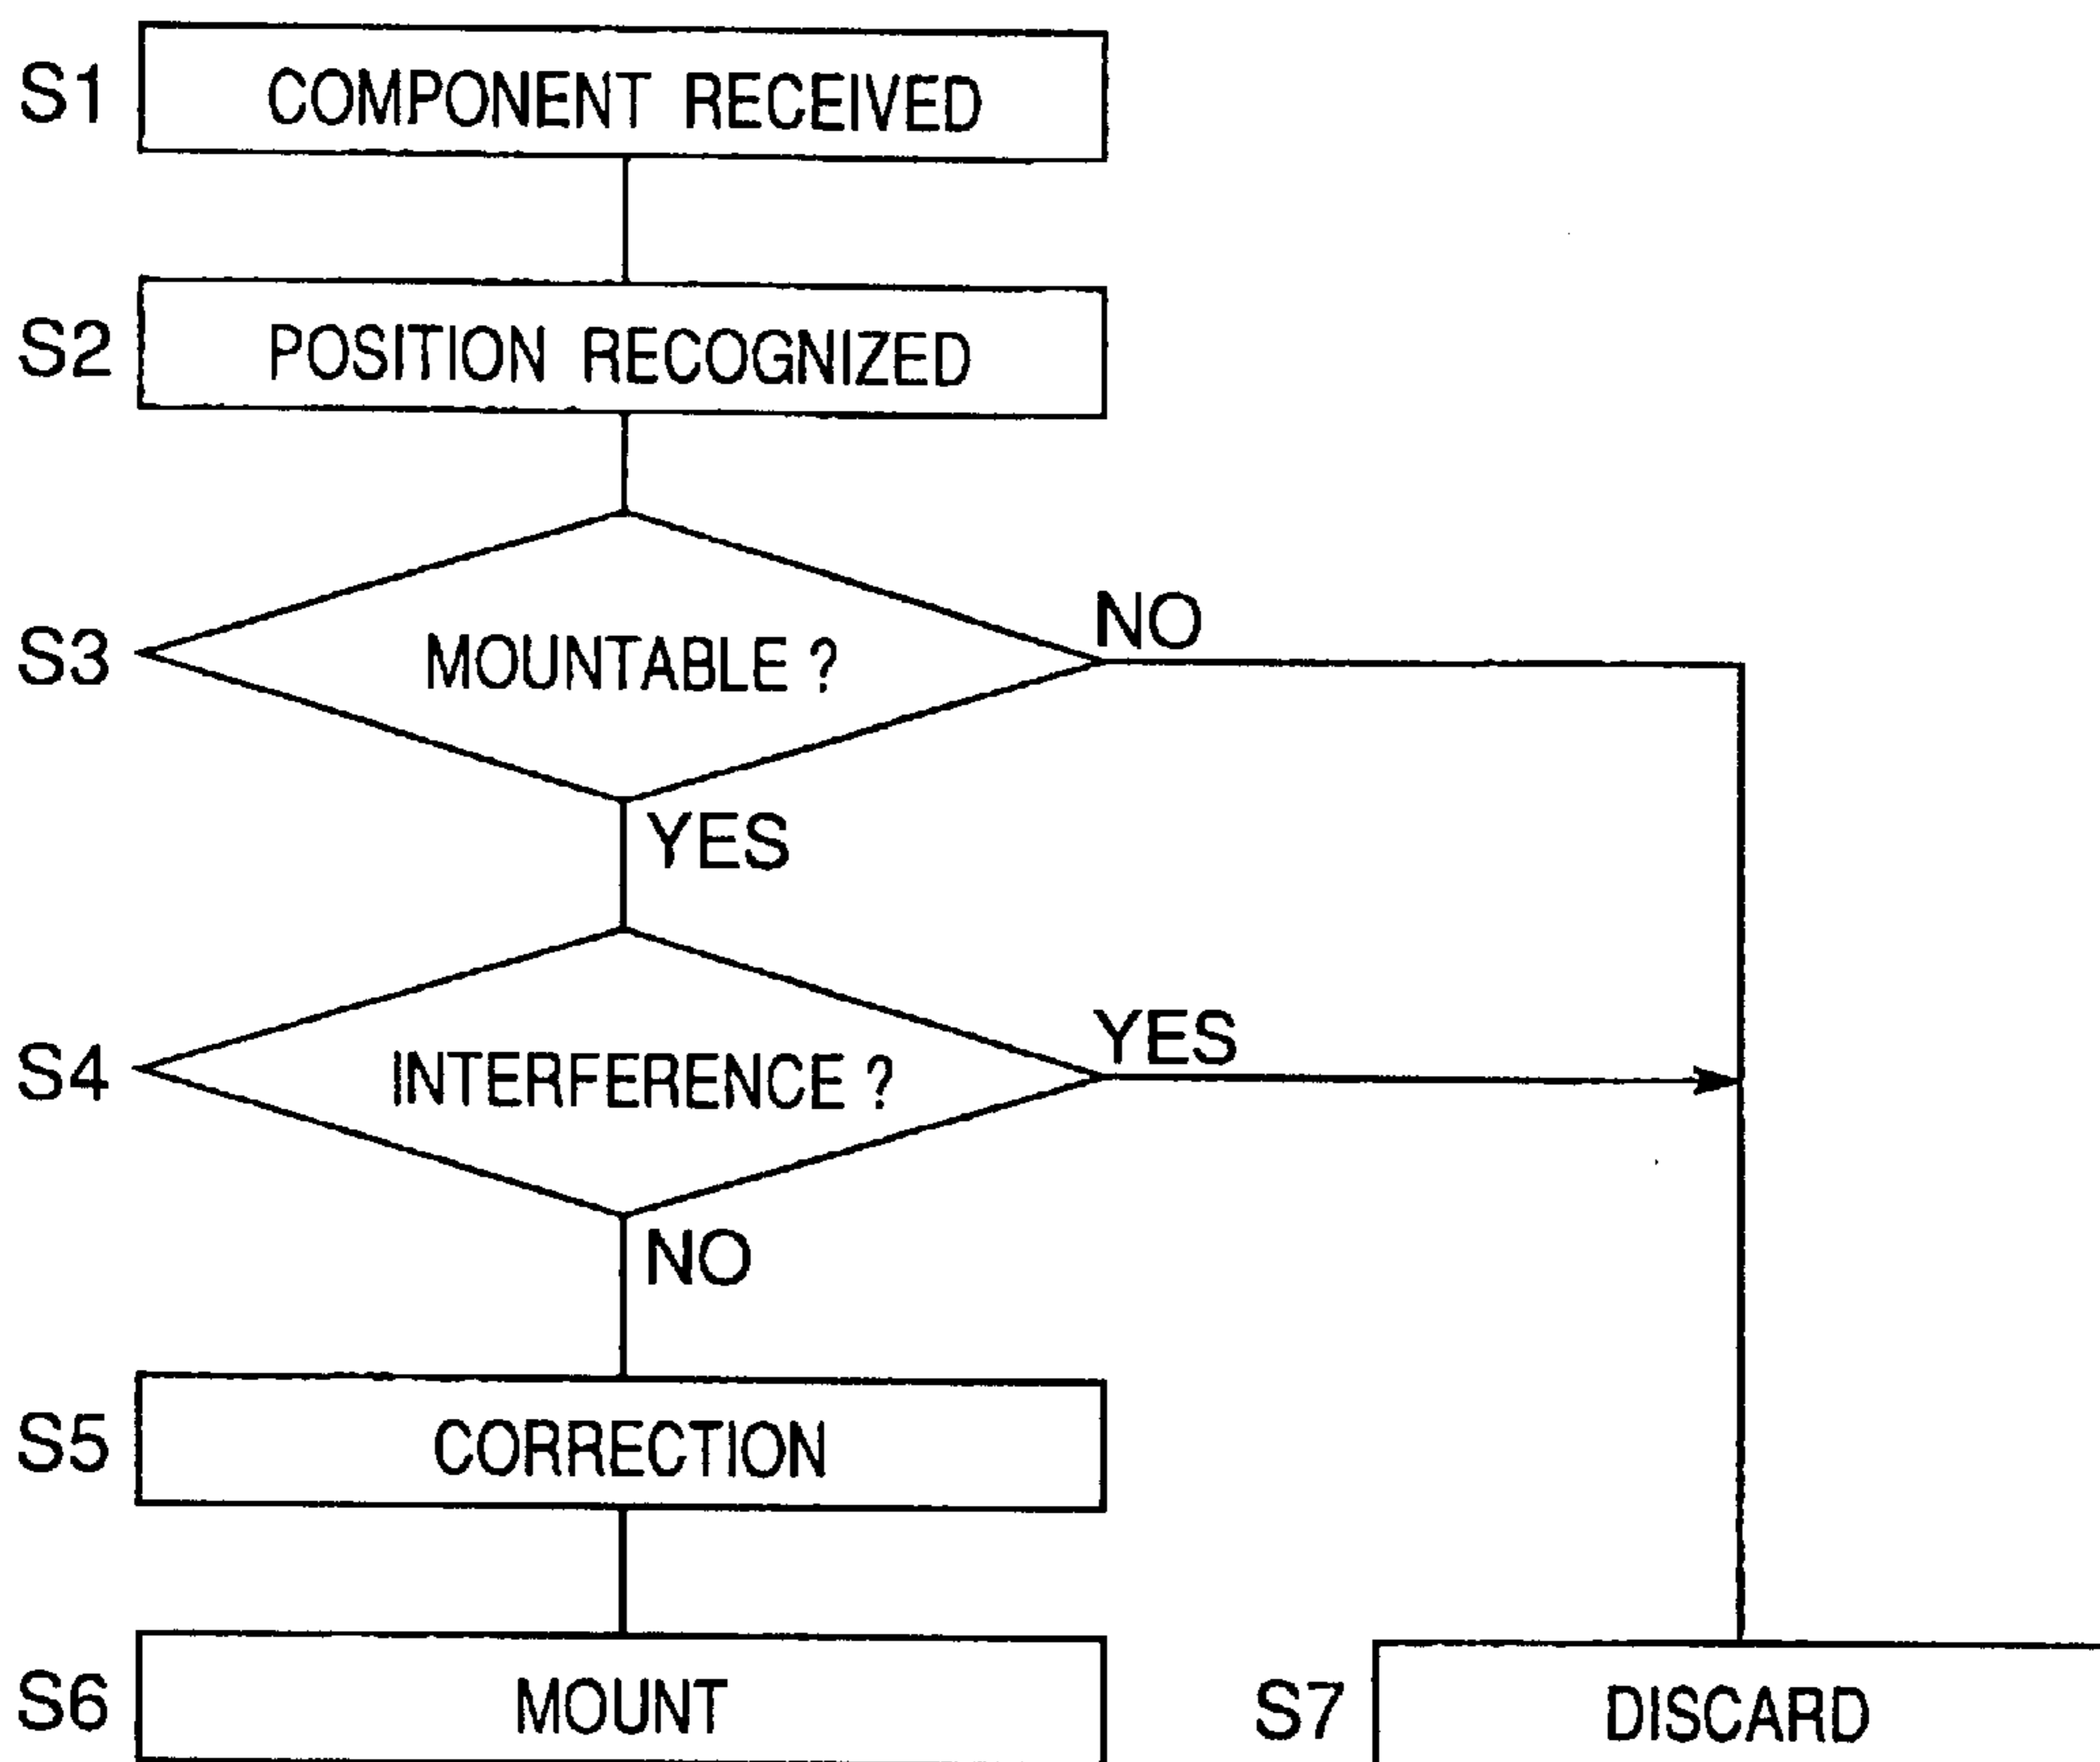 S1 COMPONENT RECEIVED
S2 POSITION RECOGNIZED
S3 MOUNTABLE ?
NO
YES
S4 INTERFERENCE ?
YES
NO
S5 CORRECTION
S6 MOUNT
S7 DISCARD